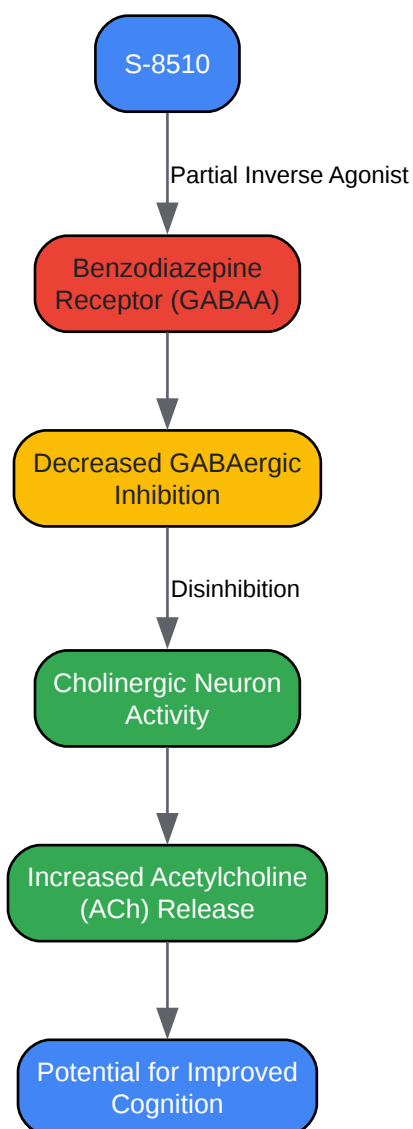 S-8510
Partial Inverse Agonist
Benzodiazepine
Receptor (GABAA)
Decreased GABAergic
Inhibition
Disinhibition
Cholinergic Neuron
Activity
Increased Acetylcholine
(ACh) Release
Potential for Improved
Cognition